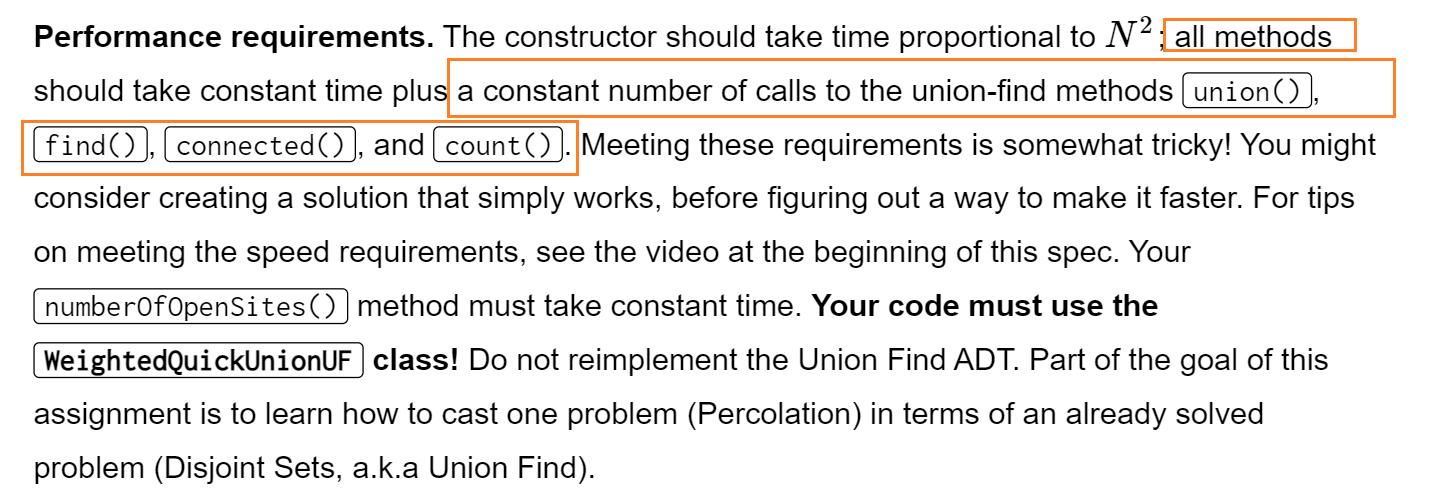 Performance requirements. The constructor should take time proportional to N²; all methods
should take constant time plus a constant number of calls to the union-find methods union(),
find(), connected(), and count(). Meeting these requirements is somewhat tricky! You might
consider creating a solution that simply works, before figuring out a way to make it faster. For tips
on meeting the speed requirements, see the video at the beginning of this spec. Your
numberOfOpenSites() method must take constant time. Your code must use the
WeightedQuickUnionUF class! Do not reimplement the Union Find ADT. Part of the goal of this
assignment is to learn how to cast one problem (Percolation) in terms of an already solved
problem (Disjoint Sets, a.k.a Union Find).